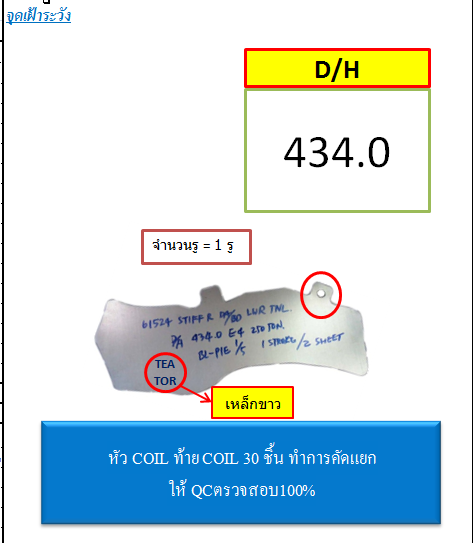 จุดเฝ้าระวัง
D/H
434.0
จำนวนรู = 1 รู
61524 STIFF R LWR TNL.
P/A 434.0 E4 250 TON.
BL-PIE 1/5 1 STROKE/2 SHEET
TEA
TOR
เหล็กขาว
หัว COIL ท้าย COIL 30 ชิ้น ทำการคัดแยก
ให้ QCตรวจสอบ100%